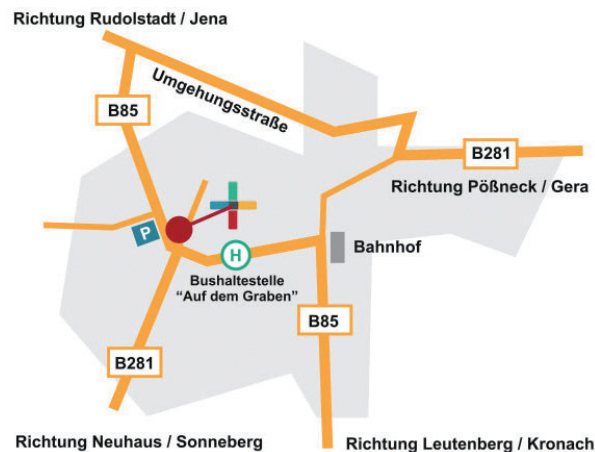 Richtung Rudolstadt / Jena
Umgehungsstraße
B85
B281
Richtung Pößneck / Gera
P
H
Bahnhof
Bushaltestelle
“Auf dem Graben”
B85
B281
Richtung Neuhaus / Sonneberg
Richtung Leutenberg / Kronach